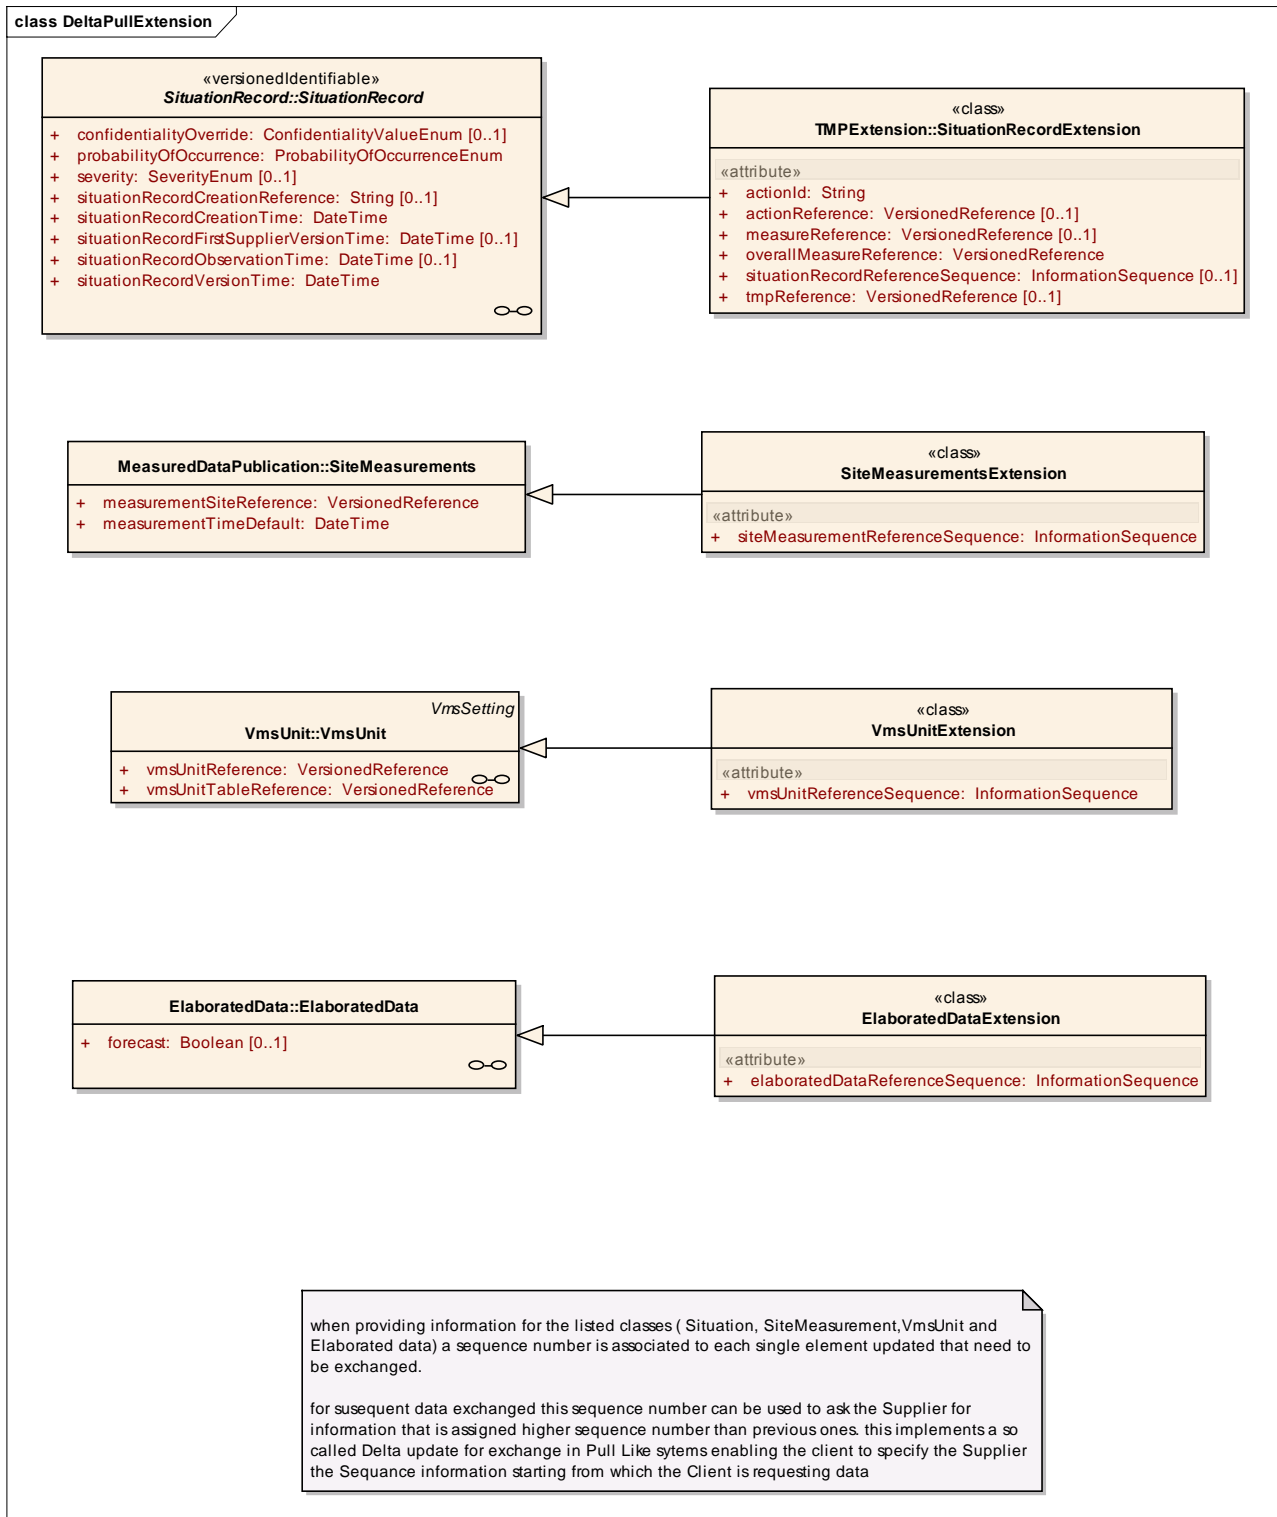 class DeltaPullExtension
«versionedIdentifiable»
SituationRecord::SituationRecord
+ confidentialityOverride: ConfidentialityValueEnum [0..1]
+ probabilityOfOccurrence: ProbabilityOfOccurrenceEnum
+ severity: SeverityEnum [0..1]
+ situationRecordCreationReference: String [0..1]
+ situationRecordCreationTime: DateTime
+ situationRecordFirstSupplierVersionTime: DateTime [0..1]
+ situationRecordObservationTime: DateTime [0..1]
+ situationRecordVersionTime: DateTime
«class»
TMPExtension::SituationRecordExtension
«attribute»
+ actionId: String
+ actionReference: VersionedReference [0..1]
+ measureReference: VersionedReference [0..1]
+ overallMeasureReference: VersionedReference
+ situationRecordReferenceSequence: InformationSequence [0..1]
+ tmpReference: VersionedReference [0..1]
MeasuredDataPublication::SiteMeasurements
+ measurementSiteReference: VersionedReference
+ measurementTimeDefault: DateTime
«class»
SiteMeasurementsExtension
«attribute»
+ siteMeasurementReferenceSequence: InformationSequence
VmsSetting
VmsUnit::VmsUnit
+ vmsUnitReference: VersionedReference
+ vmsUnitTableReference: VersionedReference
«class»
VmsUnitExtension
«attribute»
+ vmsUnitReferenceSequence: InformationSequence
ElaboratedData::ElaboratedData
+ forecast: Boolean [0..1]
«class»
ElaboratedDataExtension
«attribute»
+ elaboratedDataReferenceSequence: InformationSequence
when providing information for the listed classes ( Situation, SiteMeasurement,VmsUnit and
Elaborated data) a sequence number is associated to each single element updated that need to
be exchanged.
for susequent data exchanged this sequence number can be used to ask the Supplier for
information that is assigned higher sequence number than previous ones. this implements a so
called Delta update for exchange in Pull Like sytems enabling the client to specify the Supplier
the Sequance information starting from which the Client is requesting data